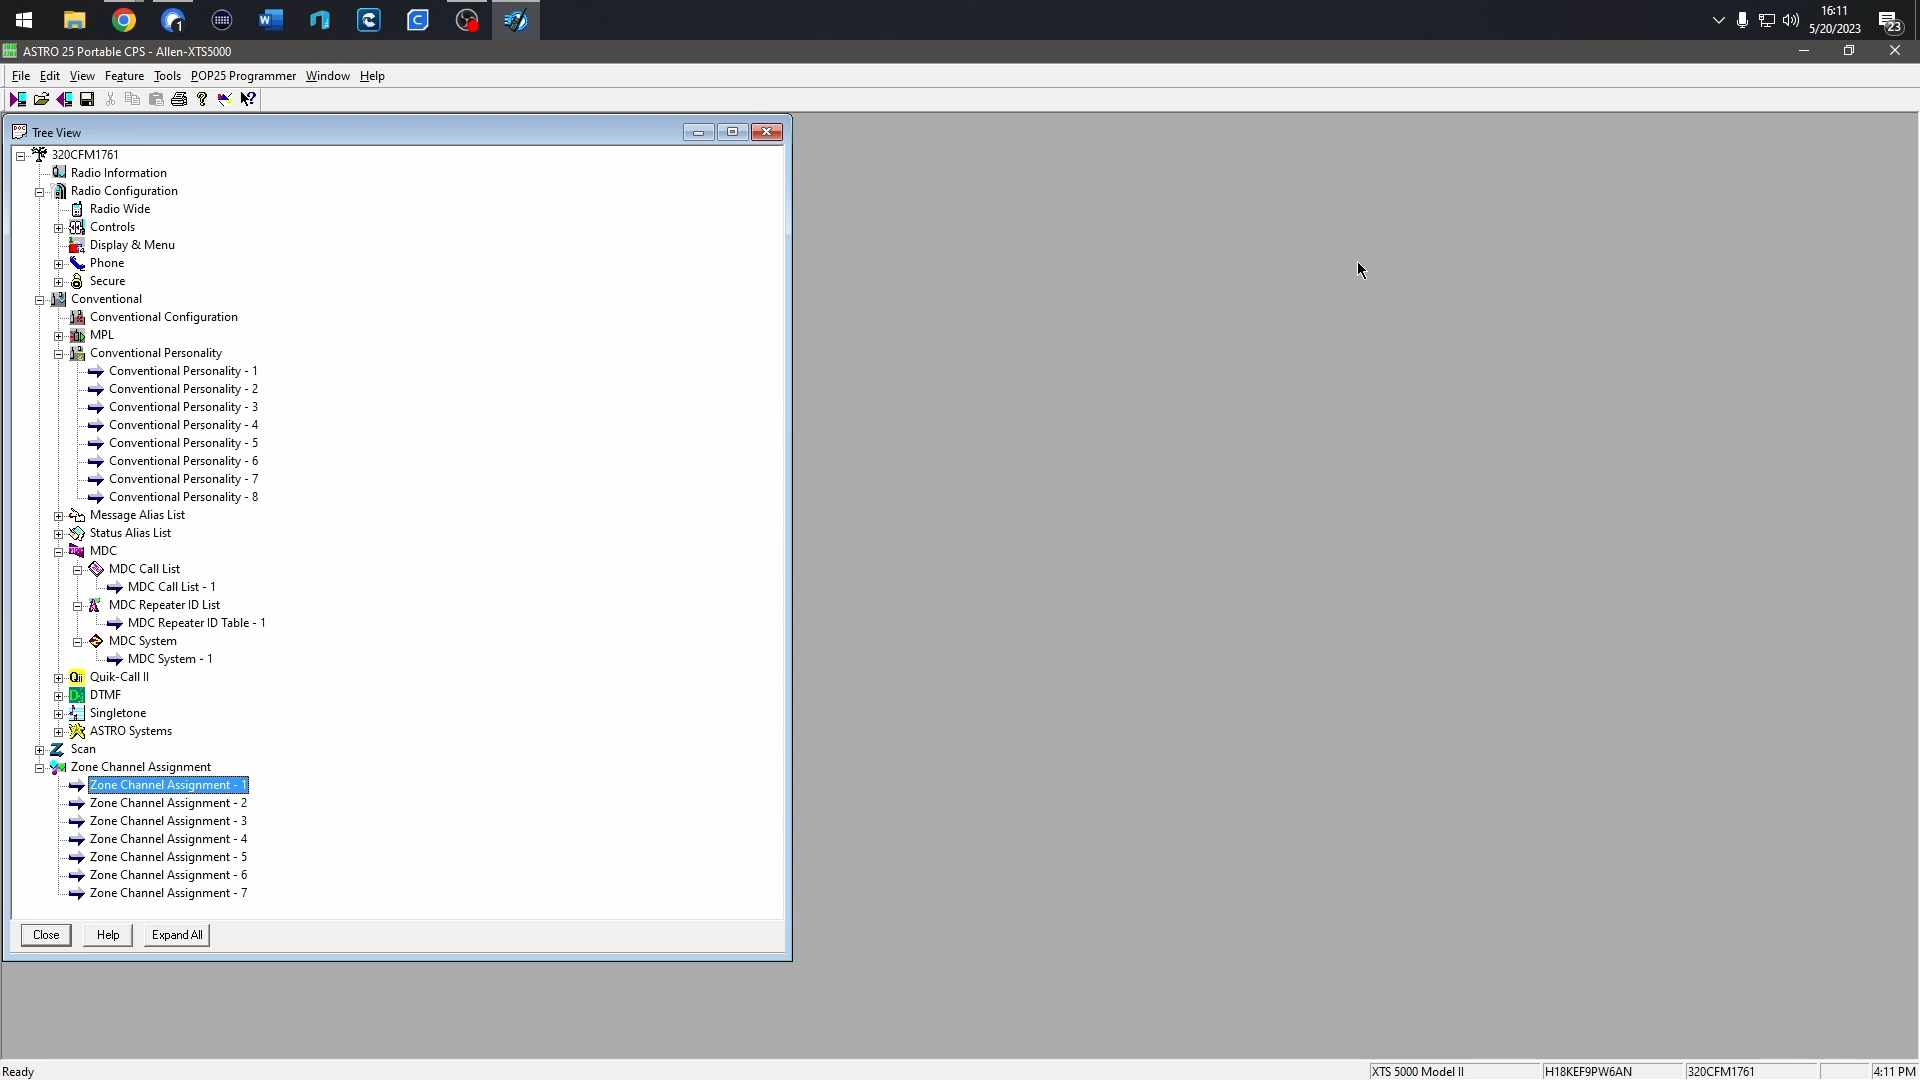 1
16:11
5/20/2023
23
ASTRO 25 Portable CPS - Allen-XTS5000
File Edit View Feature Tools POP25 Programmer Window Help
Tree View
320CFM1761
Radio Information
Radio Configuration
Radio Wide
Controls
Display & Menu
Phone
Secure
Conventional
Conventional Configuration
MPL
Conventional Personality
Conventional Personality - 1
Conventional Personality - 2
Conventional Personality - 3
Conventional Personality - 4
Conventional Personality - 5
Conventional Personality - 6
Conventional Personality - 7
Conventional Personality - 8
Message Alias List
Status Alias List
MDC
MDC Call List
MDC Call List - 1
MDC Repeater ID List
MDC Repeater ID Table - 1
MDC System
MDC System - 1
Quik-Call II
DTMF
Singletone
ASTRO Systems
Scan
Zone Channel Assignment
Zone Channel Assignment - 1
Zone Channel Assignment - 2
Zone Channel Assignment - 3
Zone Channel Assignment - 4
Zone Channel Assignment - 5
Zone Channel Assignment - 6
Zone Channel Assignment - 7
Close Help Expand All
Ready XTS 5000 Model II H18KEF9PW6AN 320CFM1761 4:11 PM